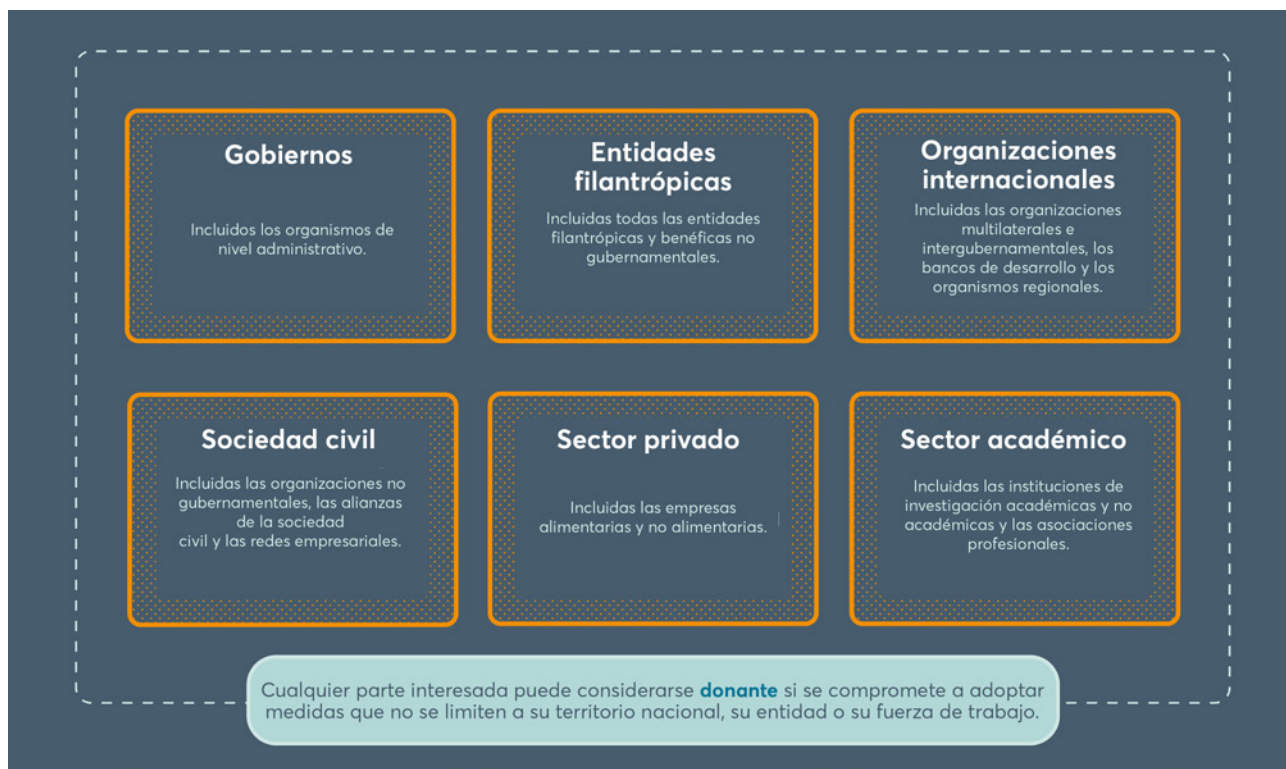 Gobiernos
Incluidos los organismos de
nivel administrativo.
Entidades
filantrópicas
Incluidas todas las entidades
filantrópicas y benéficas no
gubernamentales.
Organizaciones
internacionales
Incluidas las organizaciones
multilaterales e
intergubernamentales, los
bancos de desarrollo y los
organismos regionales.
Sociedad civil
Incluidas las organizaciones no
gubernamentales, las alianzas
de la sociedad
civil y las redes empresariales.
Sector privado
Incluidas las empresas
alimentarias y no alimentarias.
Sector académico
Incluidas las instituciones de
investigación académicas y no
académicas y las asociaciones
profesionales.
Cualquier parte interesada puede considerarse donante si se compromete a adoptar
medidas que no se limiten a su territorio nacional, su entidad o su fuerza de trabajo.